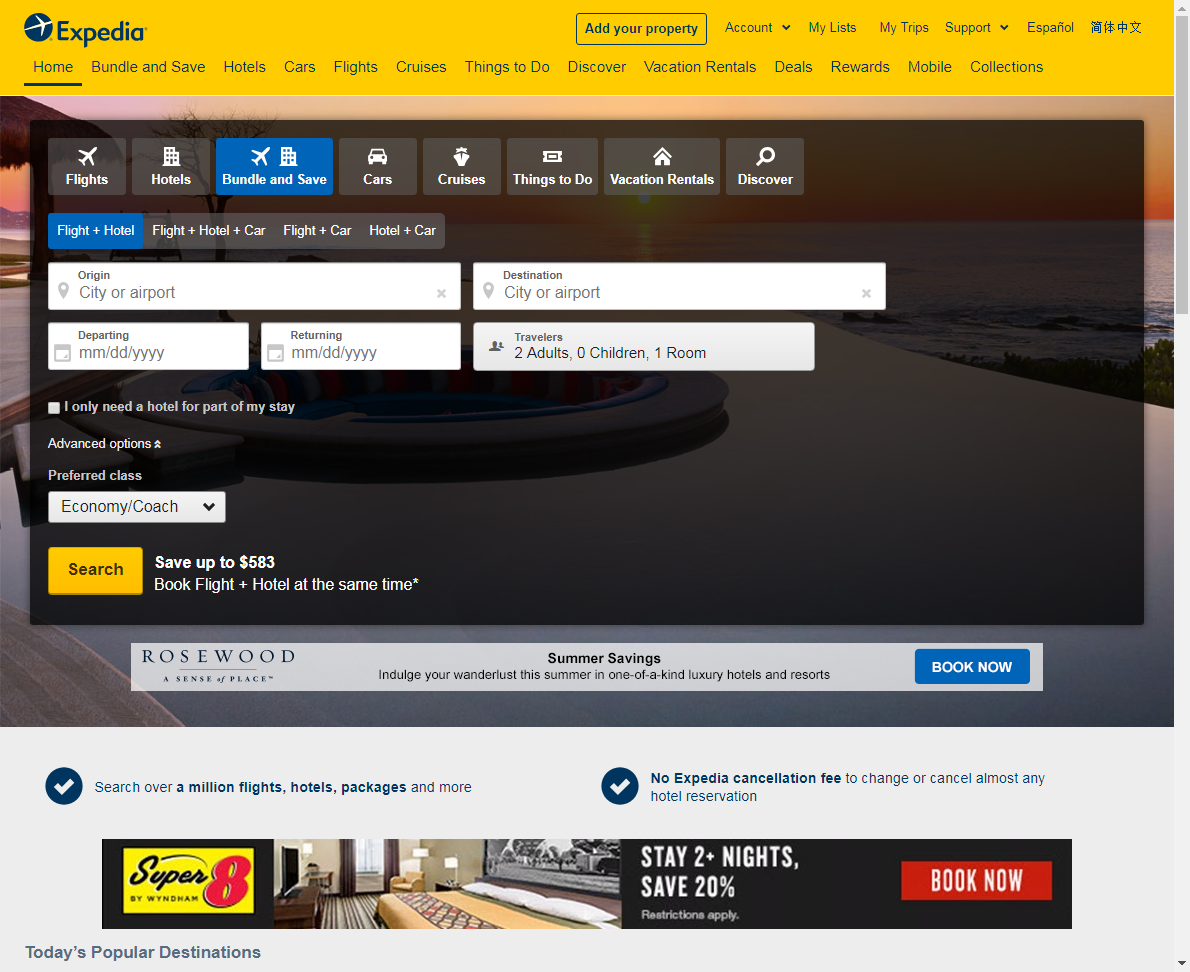 Expedia
Add your property
Account
My Lists
My Trips
Support
Español
简体中文
Home
Bundle and Save
Hotels
Cars
Flights
Cruises
Things to Do
Discover
Vacation Rentals
Deals
Rewards
Mobile
Collections
Flights
Hotels
Bundle and Save
Cars
Cruises
Things to Do
Vacation Rentals
Discover
Flight + Hotel
Flight + Hotel + Car
Flight + Car
Hotel + Car
Origin
City or airport
Destination
City or airport
Departing
mm/dd/yyyy
Returning
mm/dd/yyyy
Travelers
2 Adults, 0 Children, 1 Room
I only need a hotel for part of my stay
Advanced options
Preferred class
Economy/Coach
Search
Save up to $583
Book Flight + Hotel at the same time*
ROSEWOOD
A SENSE of PLACE™
Summer Savings
Indulge your wanderlust this summer in one-of-a-kind luxury hotels and resorts
BOOK NOW
Search over a million flights, hotels, packages and more
No Expedia cancellation fee to change or cancel almost any
hotel reservation
Super 8
BY WYNDHAM
STAY 2+ NIGHTS,
SAVE 20%
Restrictions apply.
BOOK NOW
Today's Popular Destinations